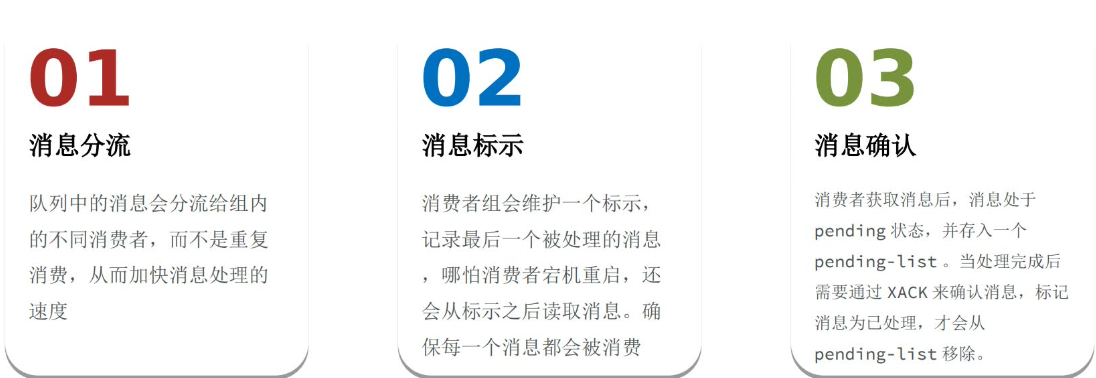 01
消息分流
队列中的消息会分流给组内
的不同消费者，而不是重复
消费，从而加快消息处理的
速度
02
消息标示
消费者组会维护一个标示，
记录最后一个被处理的消息
，哪怕消费者宕机重启，还
会从标示之后读取消息。确
保每一个消息都会被消费
03
消息确认
消费者获取消息后，消息处于
pending 状态，并存入一个
pending-list 。当处理完成后
需要通过 XACK 来确认消息，标记
消息为已处理，才会从
pending-list 移除。